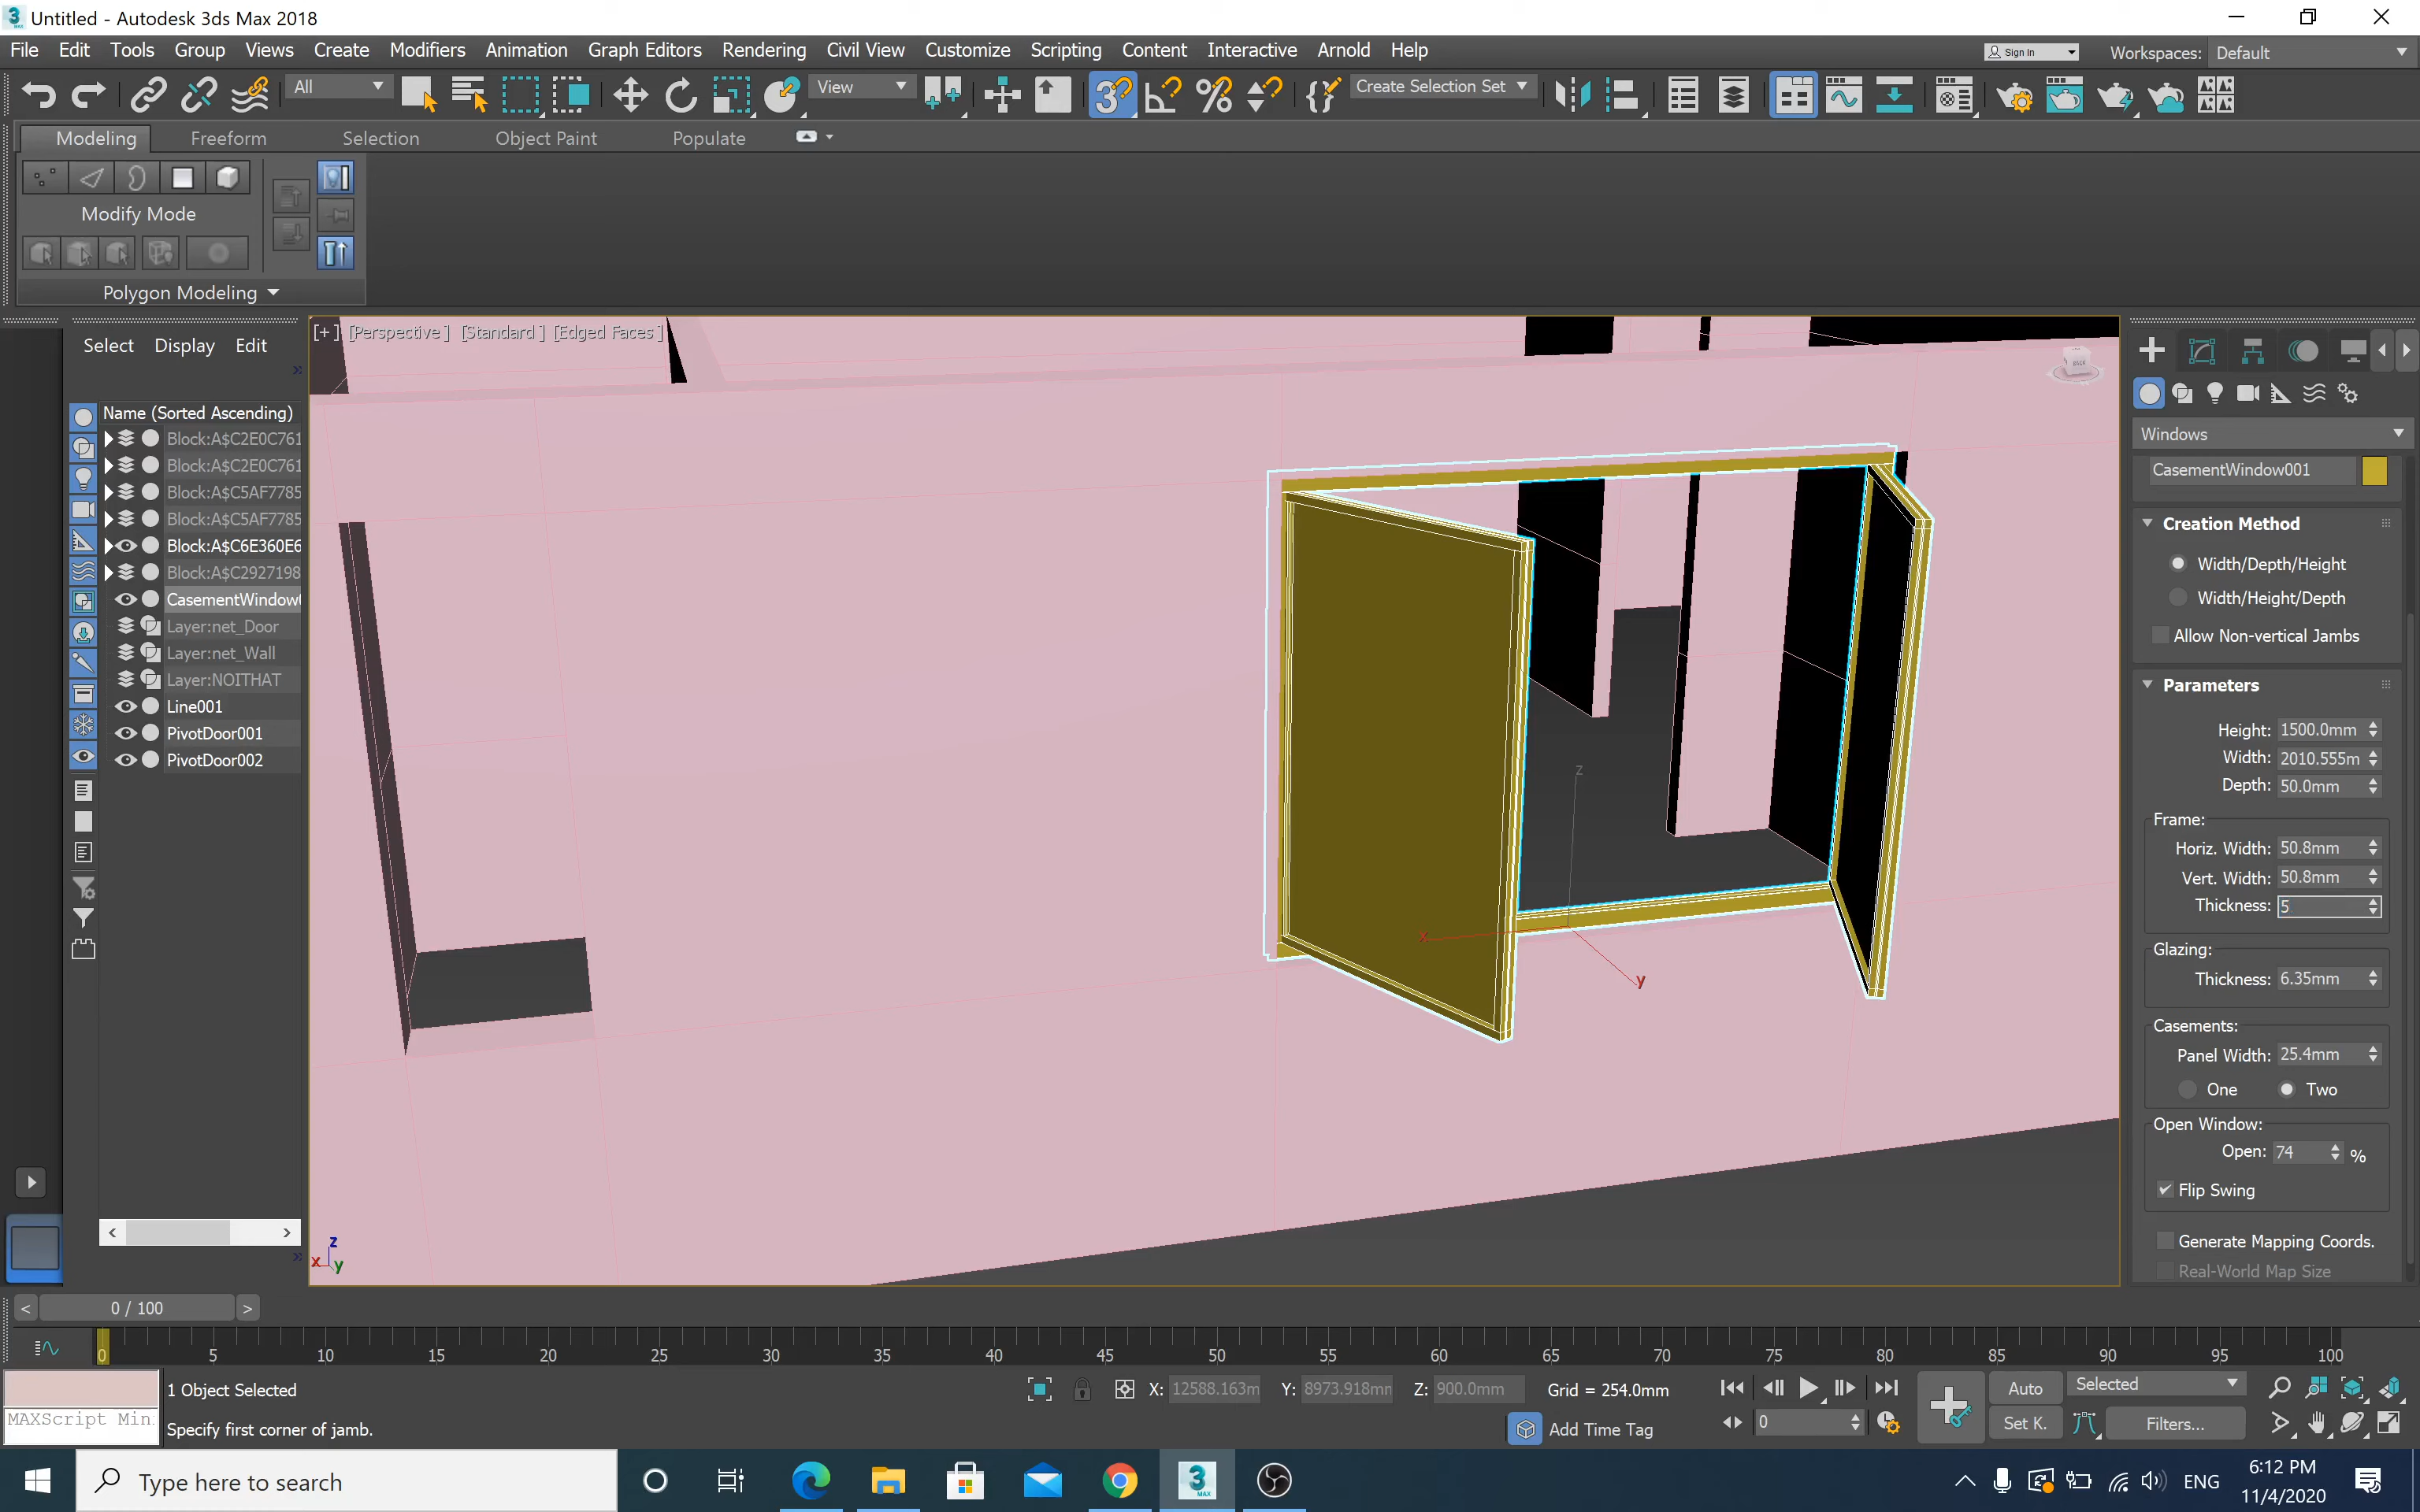 Untitled - Autodesk 3ds Max 2018
File Edit Tools Group Views Create Modifiers Animation Graph Editors Rendering Civil View Customize Scripting Content Interactive Arnold Help
Sign In Workspaces: Default
All View Create Selection Set
Modeling Freeform Selection Object Paint Populate
Modify Mode
Polygon Modeling
Select Display Edit
[+] [Perspective] [Standard] [Edged Faces]
Name (Sorted Ascending)
Block:A$C2E0C761
Block:A$C2E0C761
Block:A$C5AF7785
Block:A$C5AF7785
Block:A$C6E360E6
Block:A$C2927198
CasementWindow
Layer:net_Door
Layer:net_Wall
Layer:NOITHAT
Line001
PivotDoor001
PivotDoor002
BACK
z
x
y
z
x
y
Windows
CasementWindow001
Creation Method
Width/Depth/Height
Width/Height/Depth
Allow Non-vertical Jambs
Parameters
Height: 1500.0mm
Width: 2010.555m
Depth: 50.0mm
Frame:
Horiz. Width: 50.8mm
Vert. Width: 50.8mm
Thickness: 5
Glazing:
Thickness: 6.35mm
Casements:
Panel Width: 25.4mm
One Two
Open Window:
Open: 74 %
Flip Swing
Generate Mapping Coords.
Real-World Map Size
< 0 / 100 >
0 5 10 15 20 25 30 35 40 45 50 55 60 65 70 75 80 85 90 95 100
1 Object Selected
X: 12588.163m Y: 8973.918mm Z: 900.0mm Grid = 254.0mm
Auto Selected
MAXScript Min
Specify first corner of jamb.
Add Time Tag
0
Set K. Filters...
Type here to search
3
MAX
ENG
6:12 PM
11/4/2020